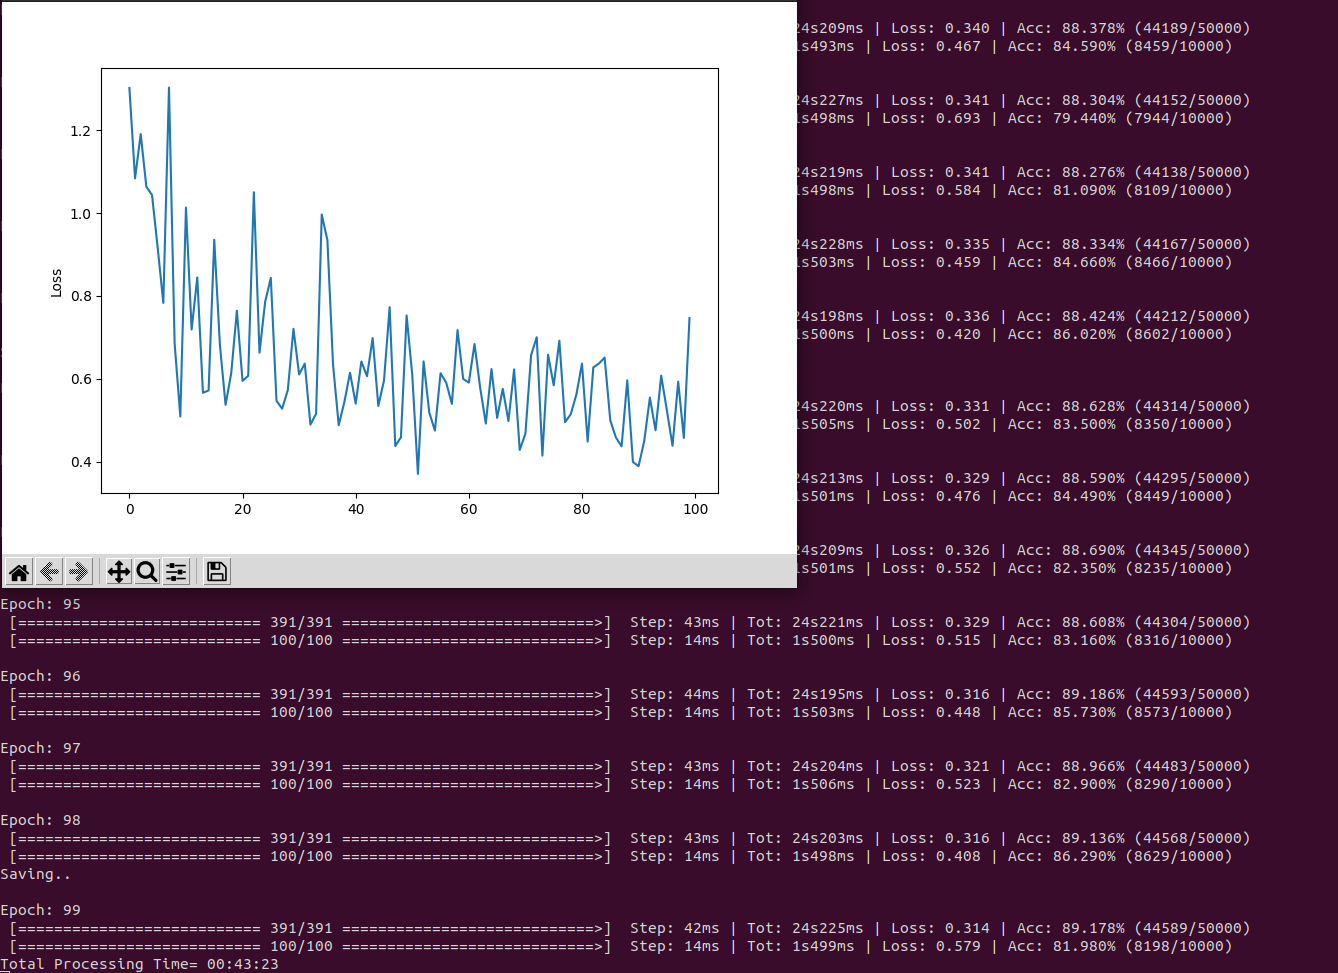 24s209ms | Loss: 0.340 | Acc: 88.378% (44189/50000)
1s493ms | Loss: 0.467 | Acc: 84.590% (8459/10000)
24s227ms | Loss: 0.341 | Acc: 88.304% (44152/50000)
1s498ms | Loss: 0.693 | Acc: 79.440% (7944/10000)
24s219ms | Loss: 0.341 | Acc: 88.276% (44138/50000)
1s498ms | Loss: 0.584 | Acc: 81.090% (8109/10000)
24s228ms | Loss: 0.335 | Acc: 88.334% (44167/50000)
1s503ms | Loss: 0.459 | Acc: 84.660% (8466/10000)
24s198ms | Loss: 0.336 | Acc: 88.424% (44212/50000)
1s500ms | Loss: 0.420 | Acc: 86.020% (8602/10000)
24s220ms | Loss: 0.331 | Acc: 88.628% (44314/50000)
1s505ms | Loss: 0.502 | Acc: 83.500% (8350/10000)
24s213ms | Loss: 0.329 | Acc: 88.590% (44295/50000)
1s501ms | Loss: 0.476 | Acc: 84.490% (8449/10000)
24s209ms | Loss: 0.326 | Acc: 88.690% (44345/50000)
1s501ms | Loss: 0.552 | Acc: 82.350% (8235/10000)
1.2
1.0
0.8
0.6
0.4
Loss
0 20 40 60 80 100
Epoch: 95
[=========================== 391/391 ============================>] Step: 43ms | Tot: 24s221ms | Loss: 0.329 | Acc: 88.608% (44304/50000)
[=========================== 100/100 ============================>] Step: 14ms | Tot: 1s500ms | Loss: 0.515 | Acc: 83.160% (8316/10000)
Epoch: 96
[=========================== 391/391 ============================>] Step: 44ms | Tot: 24s195ms | Loss: 0.316 | Acc: 89.186% (44593/50000)
[=========================== 100/100 ============================>] Step: 14ms | Tot: 1s503ms | Loss: 0.448 | Acc: 85.730% (8573/10000)
Epoch: 97
[=========================== 391/391 ============================>] Step: 43ms | Tot: 24s204ms | Loss: 0.321 | Acc: 88.966% (44483/50000)
[=========================== 100/100 ============================>] Step: 14ms | Tot: 1s506ms | Loss: 0.523 | Acc: 82.900% (8290/10000)
Epoch: 98
[=========================== 391/391 ============================>] Step: 43ms | Tot: 24s203ms | Loss: 0.316 | Acc: 89.136% (44568/50000)
[=========================== 100/100 ============================>] Step: 14ms | Tot: 1s498ms | Loss: 0.408 | Acc: 86.290% (8629/10000)
Saving..
Epoch: 99
[=========================== 391/391 ============================>] Step: 42ms | Tot: 24s225ms | Loss: 0.314 | Acc: 89.178% (44589/50000)
[=========================== 100/100 ============================>] Step: 14ms | Tot: 1s499ms | Loss: 0.579 | Acc: 81.980% (8198/10000)
Total Processing Time= 00:43:23